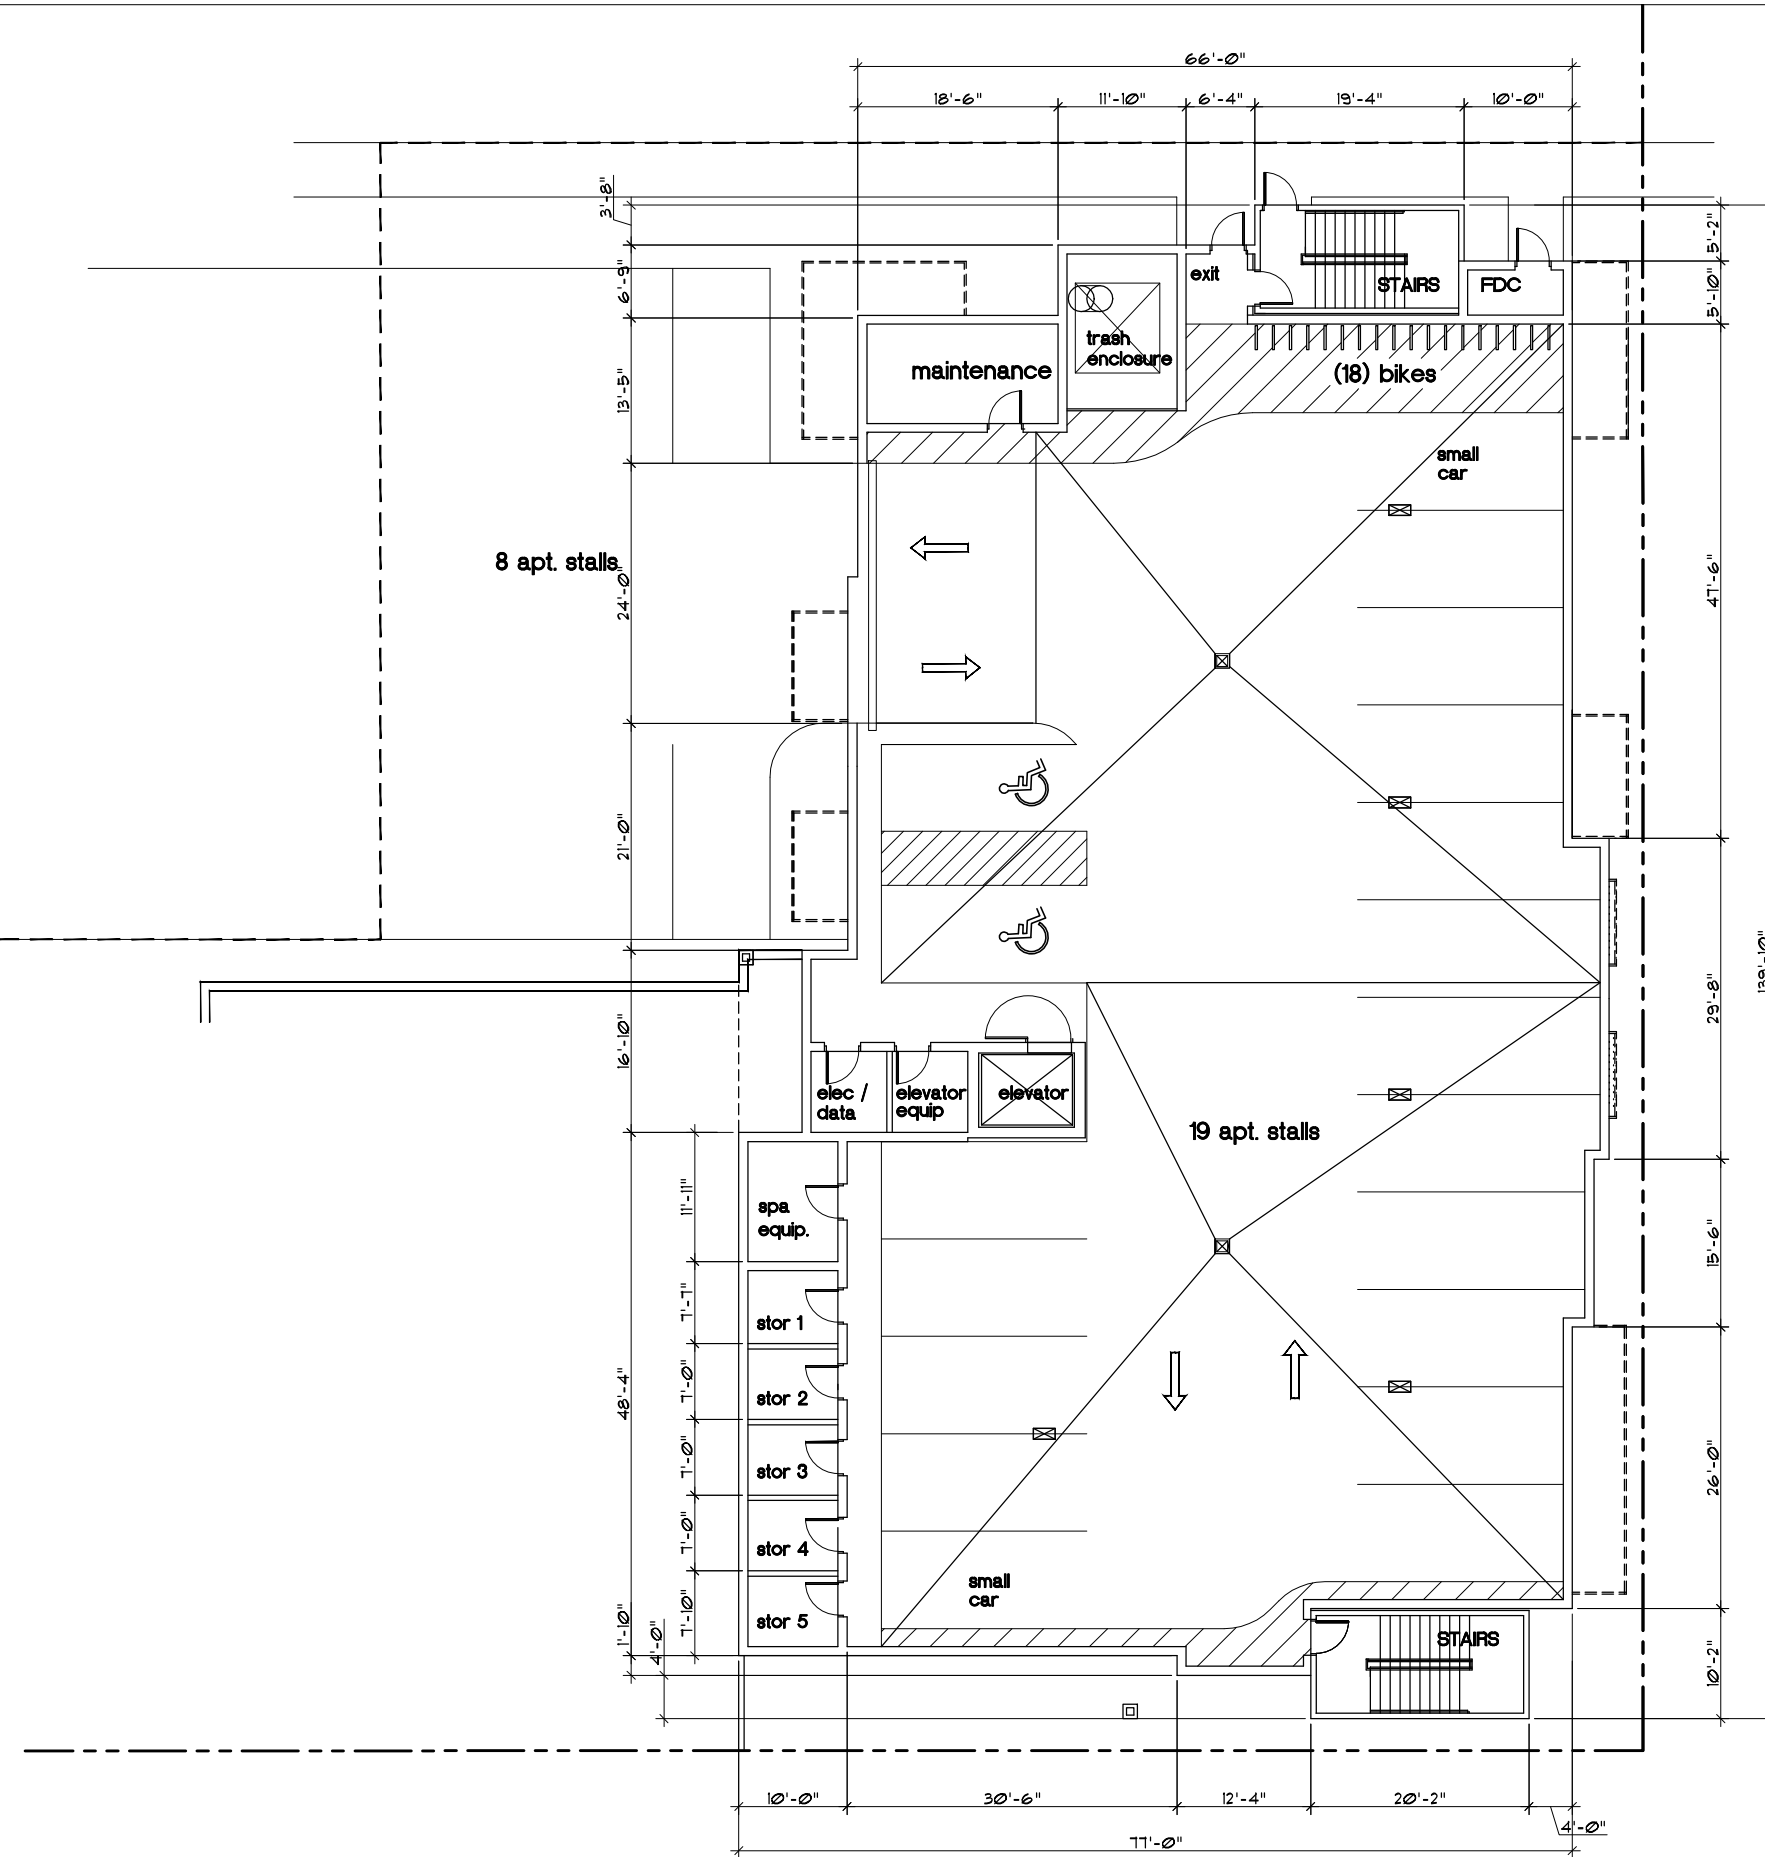 66'-0"
18'-6"
11'-10"
6'-4"
19'-4"
10'-0"
3'-8"
6'-9"
13'-5"
24'-0"
21'-0"
16'-10"
48'-4"
1'-10"
4'-0"
11'-11"
7'-7"
7'-0"
7'-0"
7'-0"
7'-10"
5'-2"
5'-10"
47'-6"
29'-8"
15'-6"
26'-0"
10'-2"
139'-10"
exit
STAIRS
FDC
trash
enclosure
maintenance
(18) bikes
small
car
8 apt. stalls
elec /
data
elevator
equip
elevator
19 apt. stalls
spa
equip.
stor 1
stor 2
stor 3
stor 4
stor 5
small
car
STAIRS
10'-0"
30'-6"
12'-4"
20'-2"
4'-0"
77'-0"